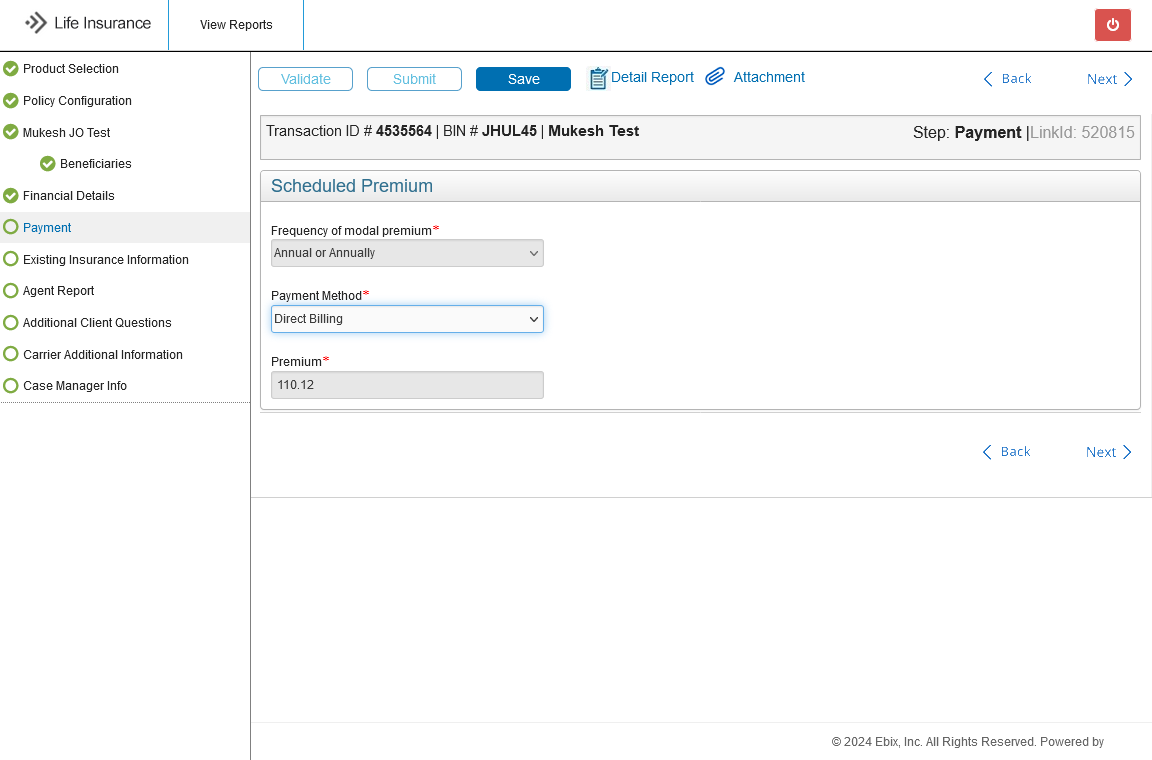 Life Insurance
View Reports
Product Selection
Policy Configuration
Mukesh JO Test
Beneficiaries
Financial Details
Payment
Existing Insurance Information
Agent Report
Additional Client Questions
Carrier Additional Information
Case Manager Info
Validate
Submit
Save
Detail Report
Attachment
Back
Next
Transaction ID # 4535564 | BIN # JHUL45 | Mukesh Test
Step: Payment |LinkId: 520815
Scheduled Premium
Frequency of modal premium*
Annual or Annually
Payment Method*
Direct Billing
Premium*
110.12
Back
Next
© 2024 Ebix, Inc. All Rights Reserved. Powered by